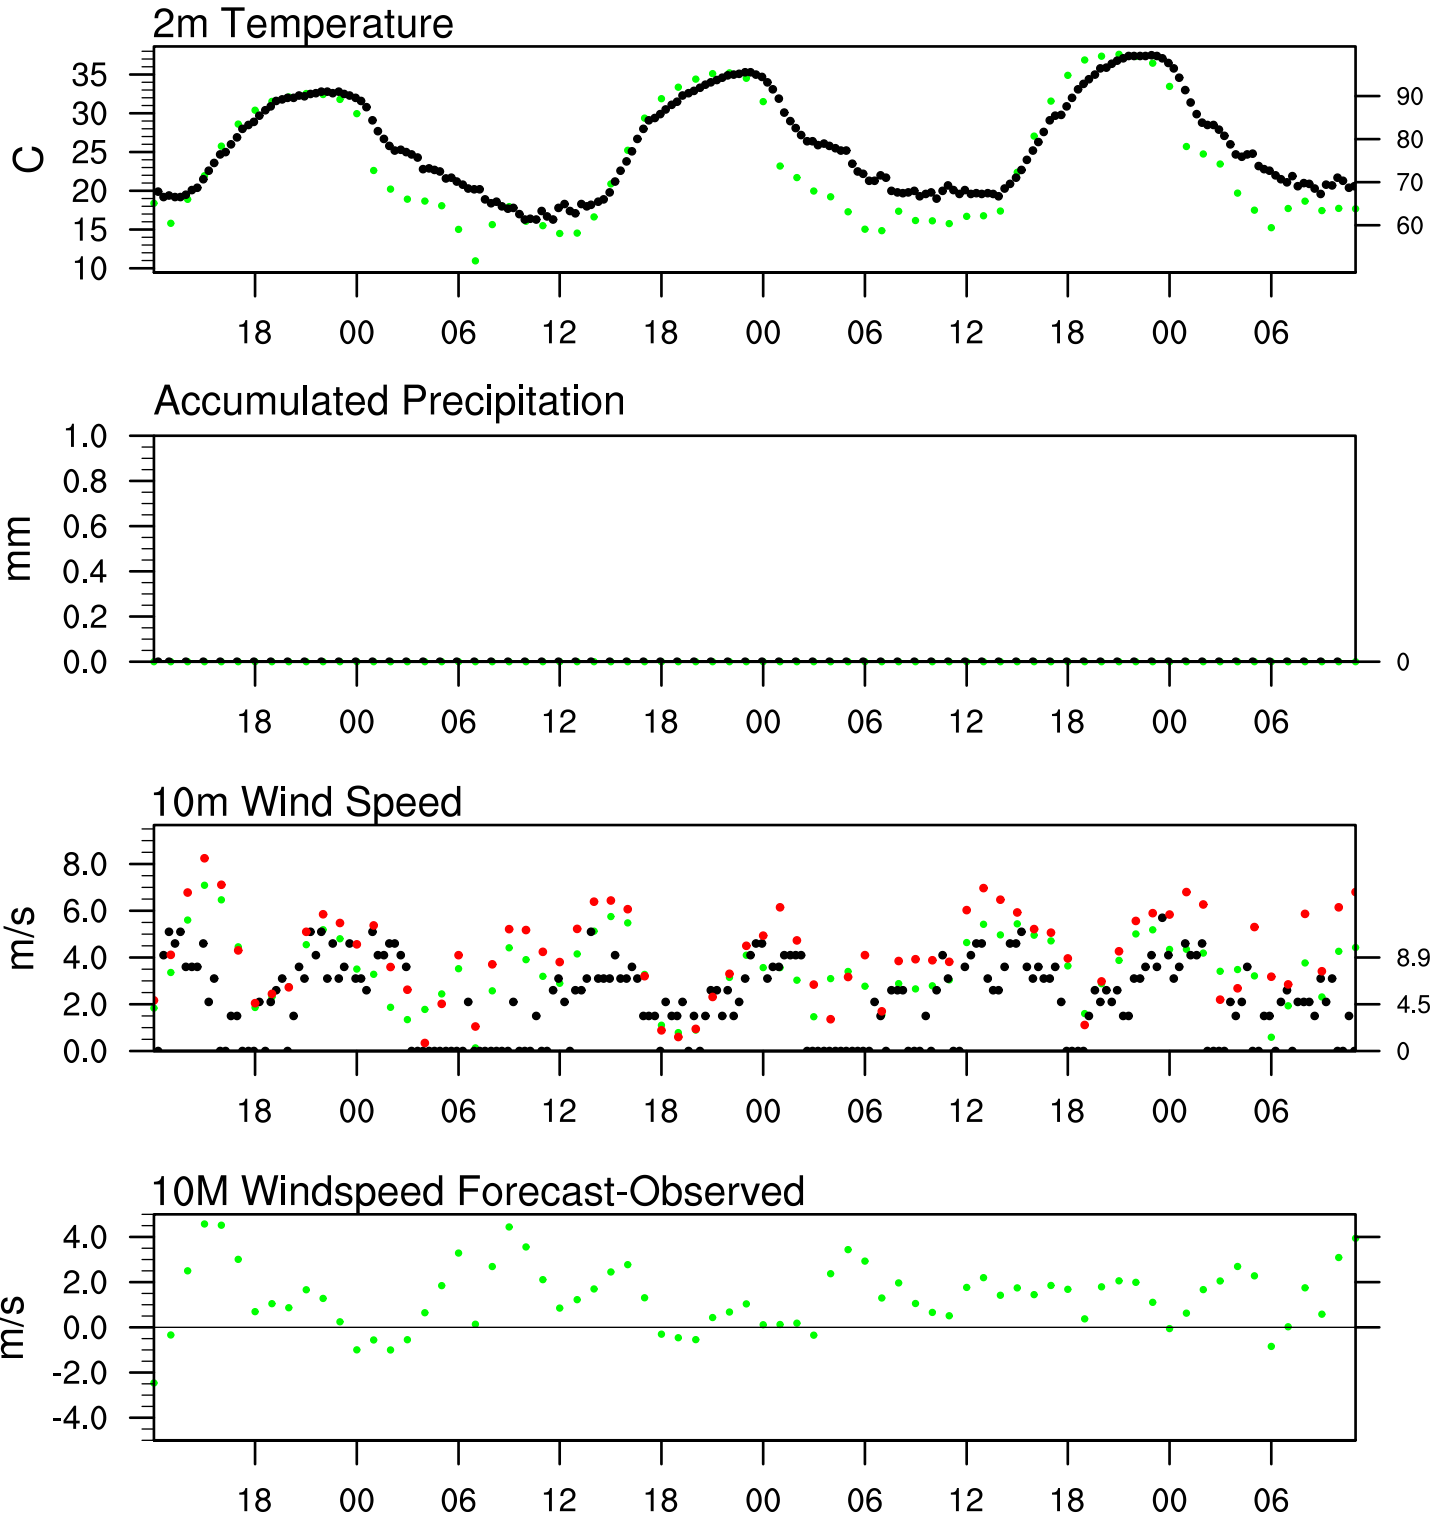 2m Temperature
35
30
25
20
15
10
C
90
80
70
60
18 00 06 12 18 00 06 12 18 00 06
Accumulated Precipitation
1.0
0.8
0.6
0.4
0.2
0.0
mm
0
18 00 06 12 18 00 06 12 18 00 06
10m Wind Speed
8.0
6.0
4.0
2.0
0.0
m/s
8.9
4.5
0
18 00 06 12 18 00 06 12 18 00 06
10M Windspeed Forecast-Observed
4.0
2.0
0.0
-2.0
-4.0
m/s
18 00 06 12 18 00 06 12 18 00 06